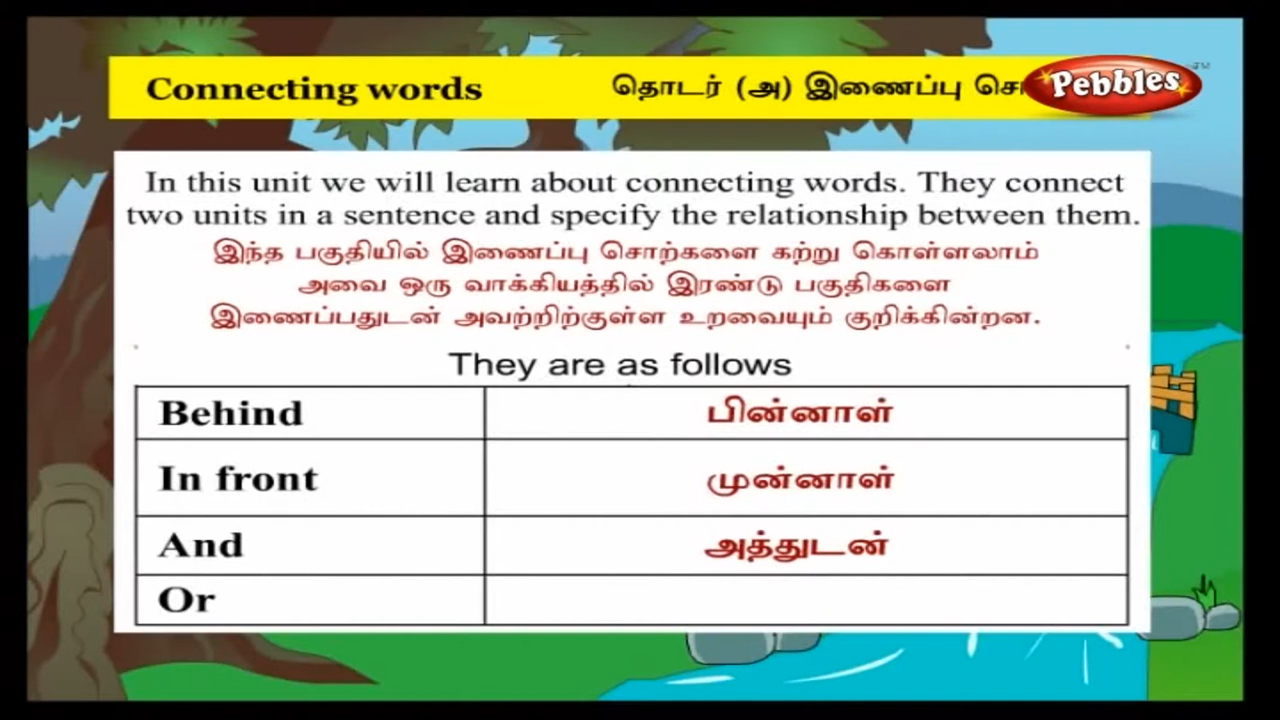 Connecting words தொடர் (அ) இணைப்பு
Pebbles
TM
In this unit we will learn about connecting words. They connect
two units in a sentence and specify the relationship between them.
இந்த பகுதியில் இணைப்பு சொற்களை கற்று கொள்ளலாம்
அவை ஒரு வாக்கியத்தில் இரண்டு பகுதிகளை
இணைப்பதுடன் அவற்றிற்குள்ள உறவையும் குறிக்கின்றன.
They are as follows
Behind பின்னாள்
In front முன்னாள்
And அத்துடன்
Or